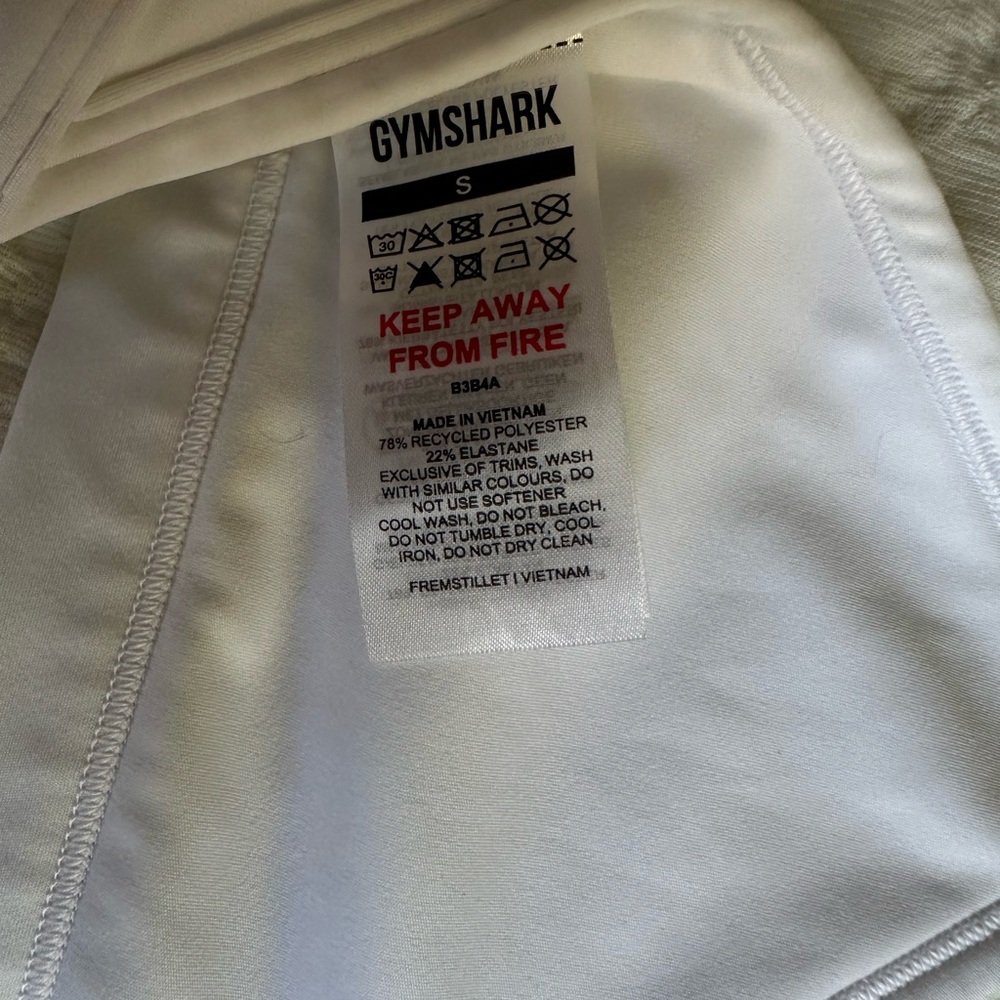 GYMSHARK
S
30
30C
KEEP AWAY
FROM FIRE
B3B4A
MADE IN VIETNAM
78% RECYCLED POLYESTER
22% ELASTANE
EXCLUSIVE OF TRIMS, WASH
WITH SIMILAR COLOURS, DO
NOT USE SOFTENER
COOL WASH, DO NOT BLEACH,
DO NOT TUMBLE DRY, COOL
IRON, DO NOT DRY CLEAN
FREMSTILLET I VIETNAM